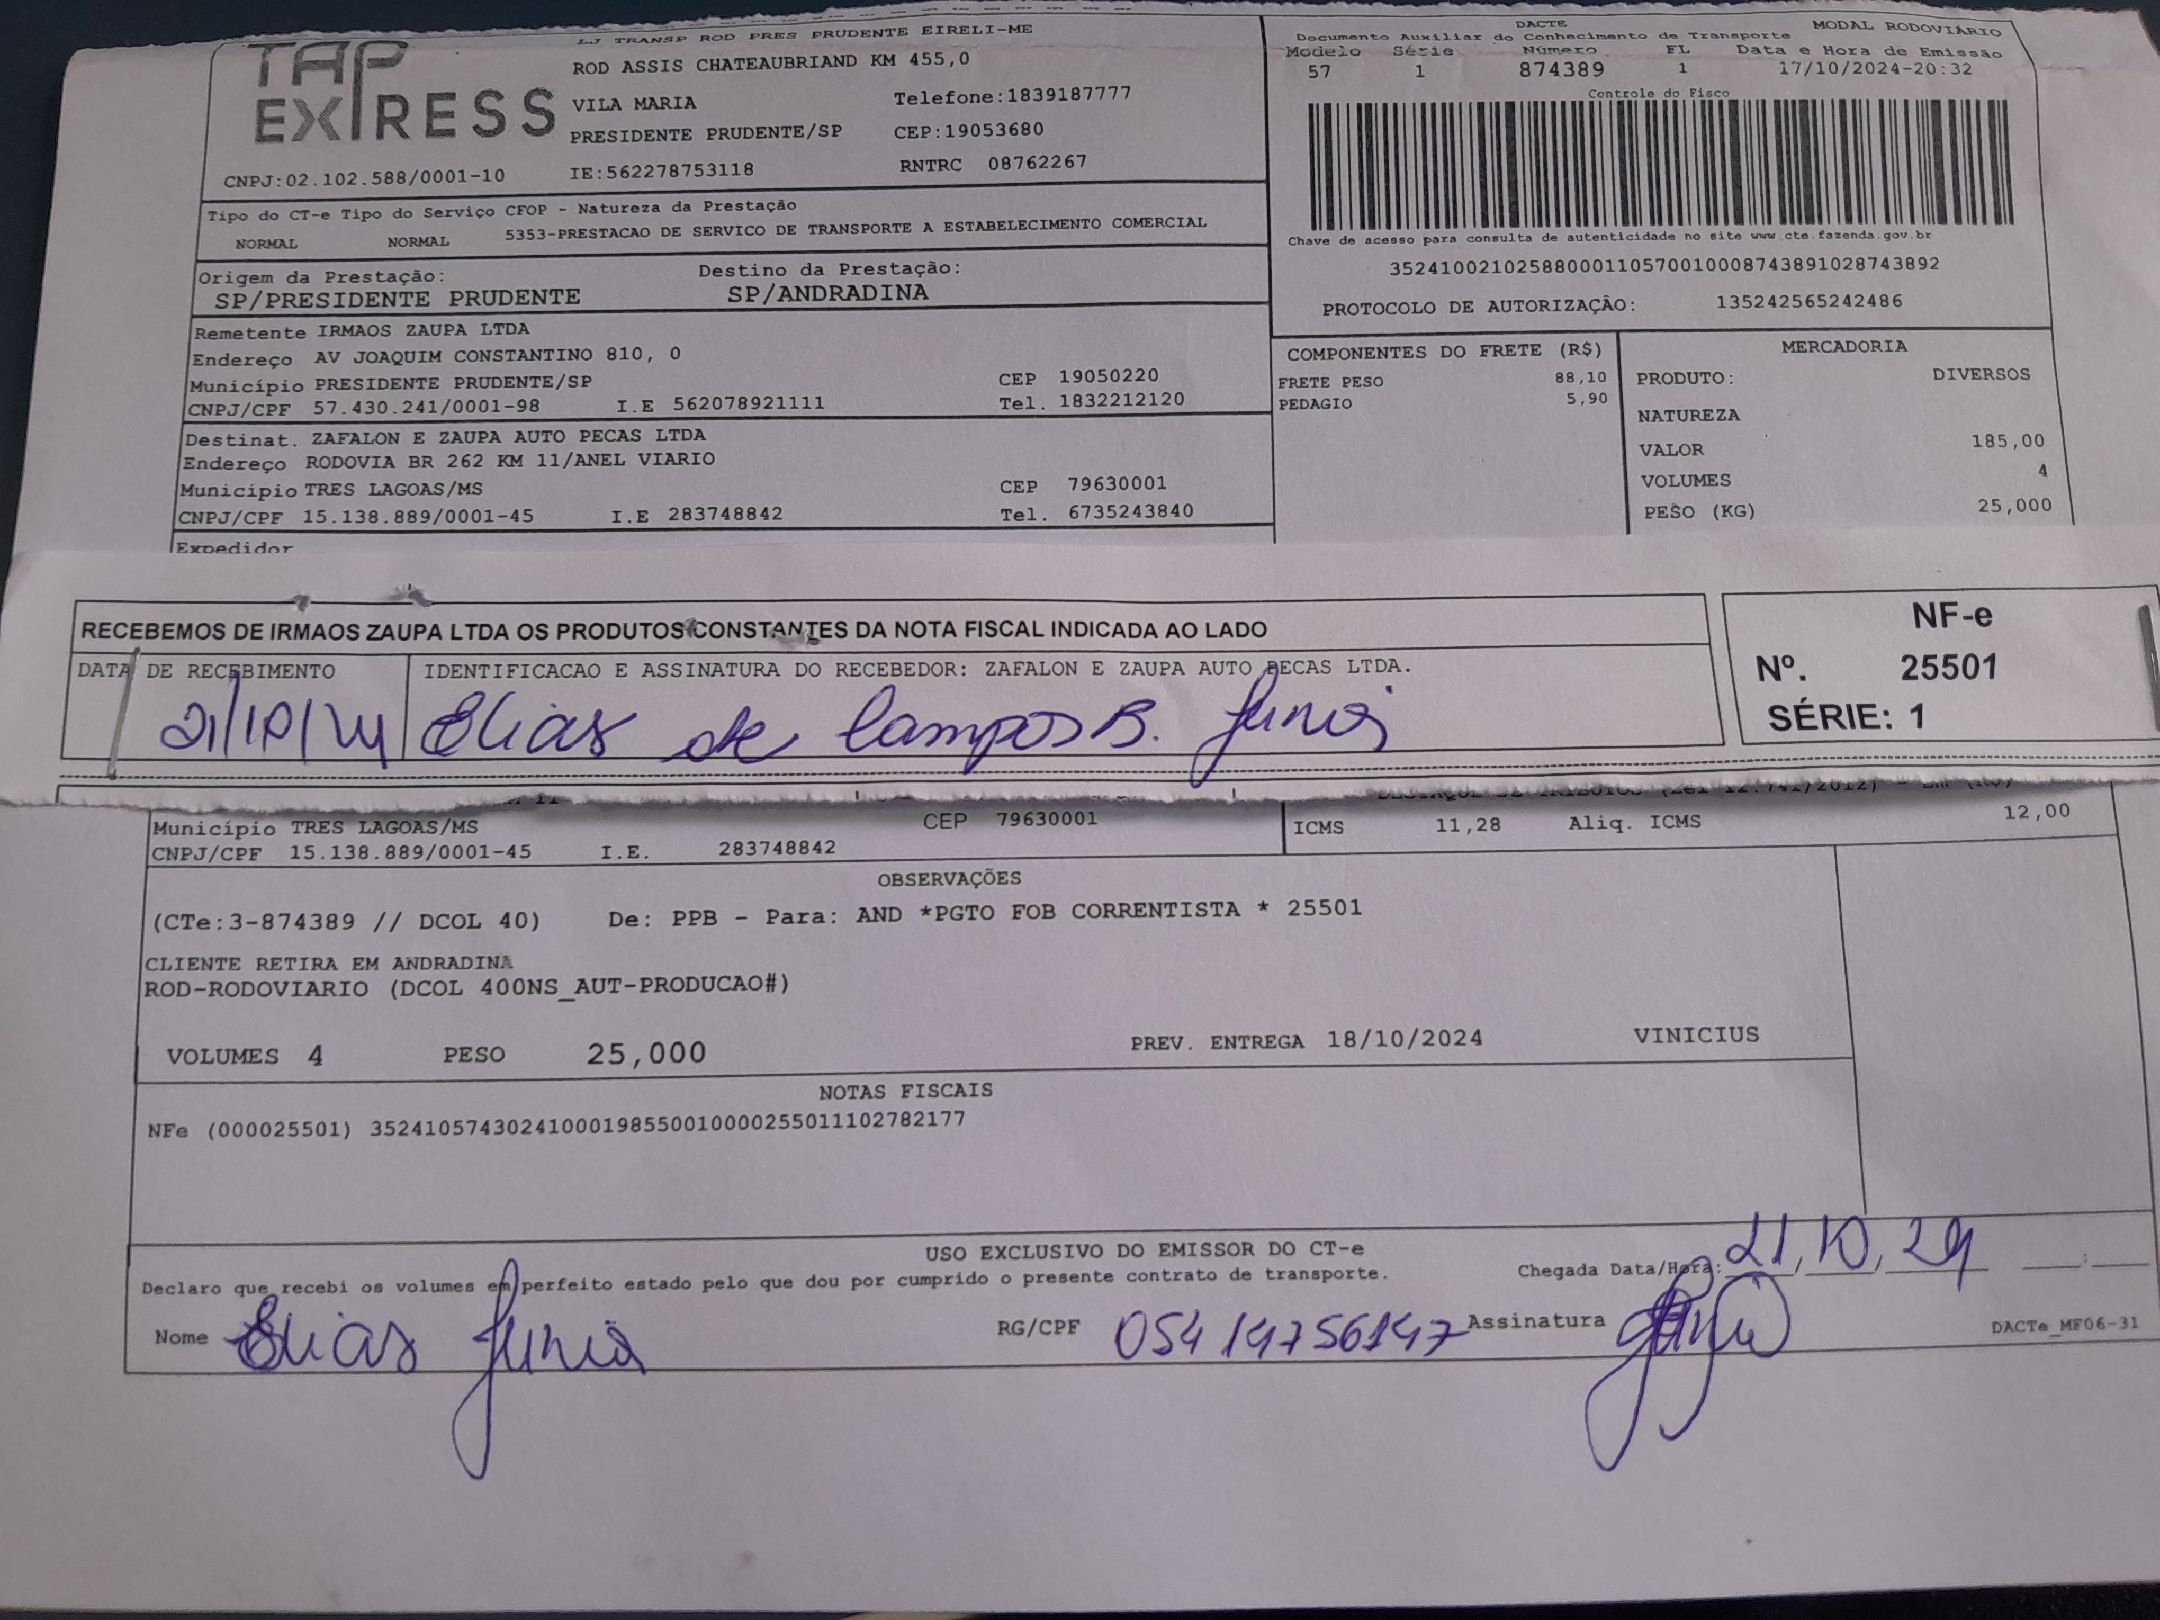 TAP EXPRESS
LJ TRANSP ROD PRES PRUDENTE EIRELI-ME
ROD ASSIS CHATEAUBRIAND KM 455,0
VILA MARIA Telefone:1839187777
PRESIDENTE PRUDENTE/SP CEP:19053680
CNPJ:02.102.588/0001-10 IE:562278753118 RNTRC 08762267
DACTE MODAL RODOVIÁRIO
Documento Auxiliar do Conhecimento de Transporte
Modelo Série Número FL Data e Hora de Emissão
57 1 874389 1 17/10/2024-20:32
Controle do Fisco
Chave de acesso para consulta de autenticidade no site www.cte.fazenda.gov.br
35241002102588000110570010008743891028743892
PROTOCOLO DE AUTORIZAÇÃO: 135242565242486
Tipo do CT-e Tipo do Serviço CFOP - Natureza da Prestação
NORMAL NORMAL 5353-PRESTACAO DE SERVICO DE TRANSPORTE A ESTABELECIMENTO COMERCIAL
Origem da Prestação: Destino da Prestação:
SP/PRESIDENTE PRUDENTE SP/ANDRADINA
Remetente IRMAOS ZAUPA LTDA
Endereço AV JOAQUIM CONSTANTINO 810, 0
Município PRESIDENTE PRUDENTE/SP CEP 19050220
CNPJ/CPF 57.430.241/0001-98 I.E 562078921111 Tel. 1832212120
Destinat. ZAFALON E ZAUPA AUTO PECAS LTDA
Endereço RODOVIA BR 262 KM 11/ANEL VIARIO
Município TRES LAGOAS/MS CEP 79630001
CNPJ/CPF 15.138.889/0001-45 I.E 283748842 Tel. 6735243840
Expedidor
COMPONENTES DO FRETE (R$)
FRETE PESO 88,10
PEDAGIO 5,90
MERCADORIA
PRODUTO: DIVERSOS
NATUREZA
VALOR 185,00
VOLUMES 4
PESO (KG) 25,000
RECEBEMOS DE IRMAOS ZAUPA LTDA OS PRODUTOS CONSTANTES DA NOTA FISCAL INDICADA AO LADO
DATA DE RECEBIMENTO IDENTIFICACAO E ASSINATURA DO RECEBEDOR: ZAFALON E ZAUPA AUTO PECAS LTDA.
21/10/24 Elias de Campos B. Junior
NF-e
Nº. 25501
SÉRIE: 1
Município TRES LAGOAS/MS CEP 79630001
CNPJ/CPF 15.138.889/0001-45 I.E. 283748842
ICMS 11,28 Aliq. ICMS 12,00
OBSERVAÇÕES
(CTe:3-874389 // DCOL 40) De: PPB - Para: AND *PGTO FOB CORRENTISTA * 25501
CLIENTE RETIRA EM ANDRADINA
ROD-RODOVIARIO (DCOL 400NS_AUT-PRODUCAO#)
VOLUMES 4 PESO 25,000 PREV. ENTREGA 18/10/2024 VINICIUS
NOTAS FISCAIS
NFe (000025501) 35241057430241000198550010000255011102782177
USO EXCLUSIVO DO EMISSOR DO CT-e
Declaro que recebi os volumes em perfeito estado pelo que dou por cumprido o presente contrato de transporte. Chegada Data/Hora: 21/10/24 __:__
Nome Elias Junior RG/CPF 05414756147 Assinatura
DACTe_MF06-31